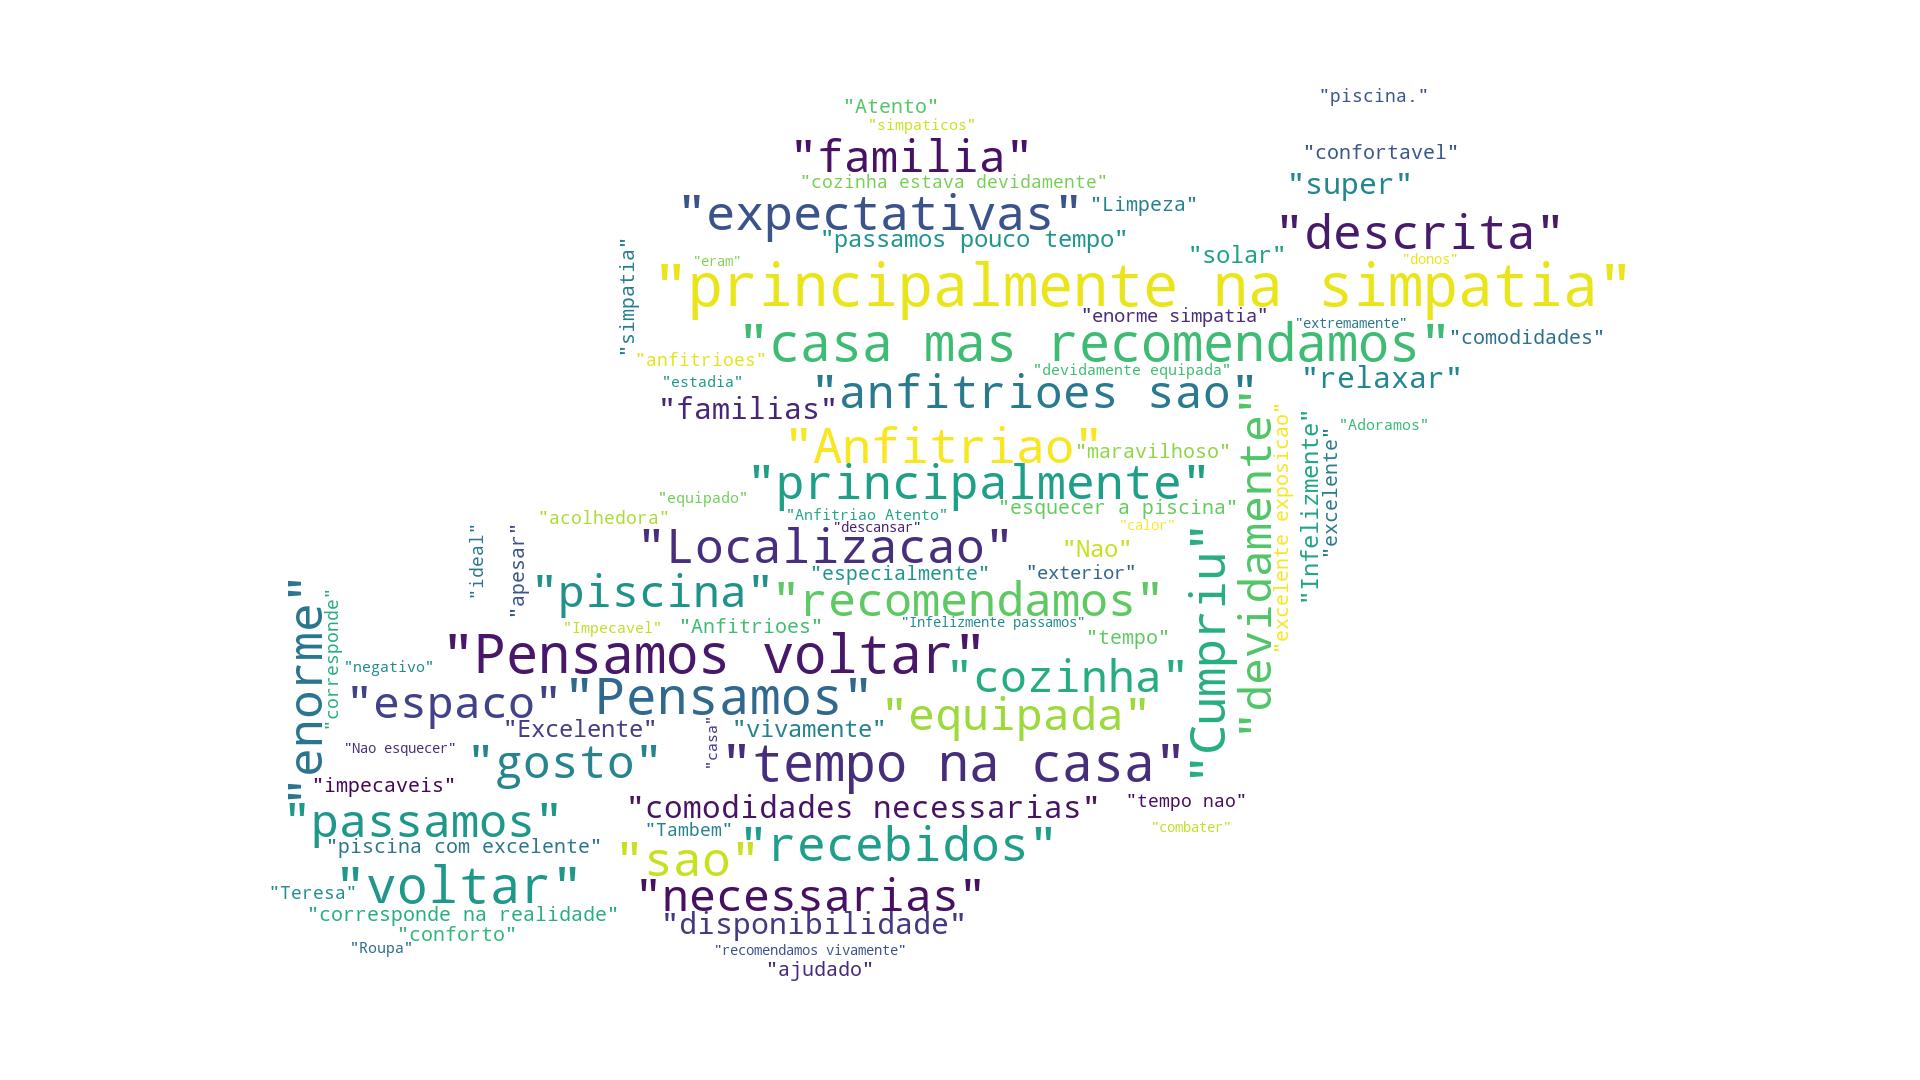 "piscina."
"Atento"
"simpaticos"
"confortavel"
"familia"
"cozinha estava devidamente"
"super"
"expectativas"
"Limpeza"
"descrita"
"passamos pouco tempo"
"solar"
"simpatia"
"eram"
"donos"
"principalmente na simpatia"
"enorme simpatia"
"extremamente"
"casa mas recomendamos"
"comodidades"
"anfitrioes"
"devidamente equipada"
"estadia"
"anfitrioes sao"
"relaxar"
"familias"
"Adoramos"
"Anfitriao"
"maravilhoso"
"devidamente"
"excelente exposicao"
"Infelizmente"
"excelente"
"principalmente"
"equipado"
"esquecer a piscina"
"acolhedora"
"Anfitriao Atento"
"descansar"
"calor"
"Localizacao"
"Nao"
"ideal"
"apesar"
"especialmente"
"exterior"
"piscina"
"recomendamos"
"Impecavel"
"Anfitrioes"
"Infelizmente passamos"
"tempo"
"Cumpriu"
"enorme"
"corresponde"
"negativo"
"Pensamos voltar"
"cozinha"
"espaco"
"Pensamos"
"equipada"
"Excelente"
"casa"
"vivamente"
"Nao esquecer"
"gosto"
"tempo na casa"
"impecaveis"
"comodidades necessarias"
"tempo nao"
"passamos"
"Tambem"
"combater"
"piscina com excelente"
"sao"
"recebidos"
"Teresa"
"voltar"
"necessarias"
"corresponde na realidade"
"disponibilidade"
"conforto"
"Roupa"
"recomendamos vivamente"
"ajudado"